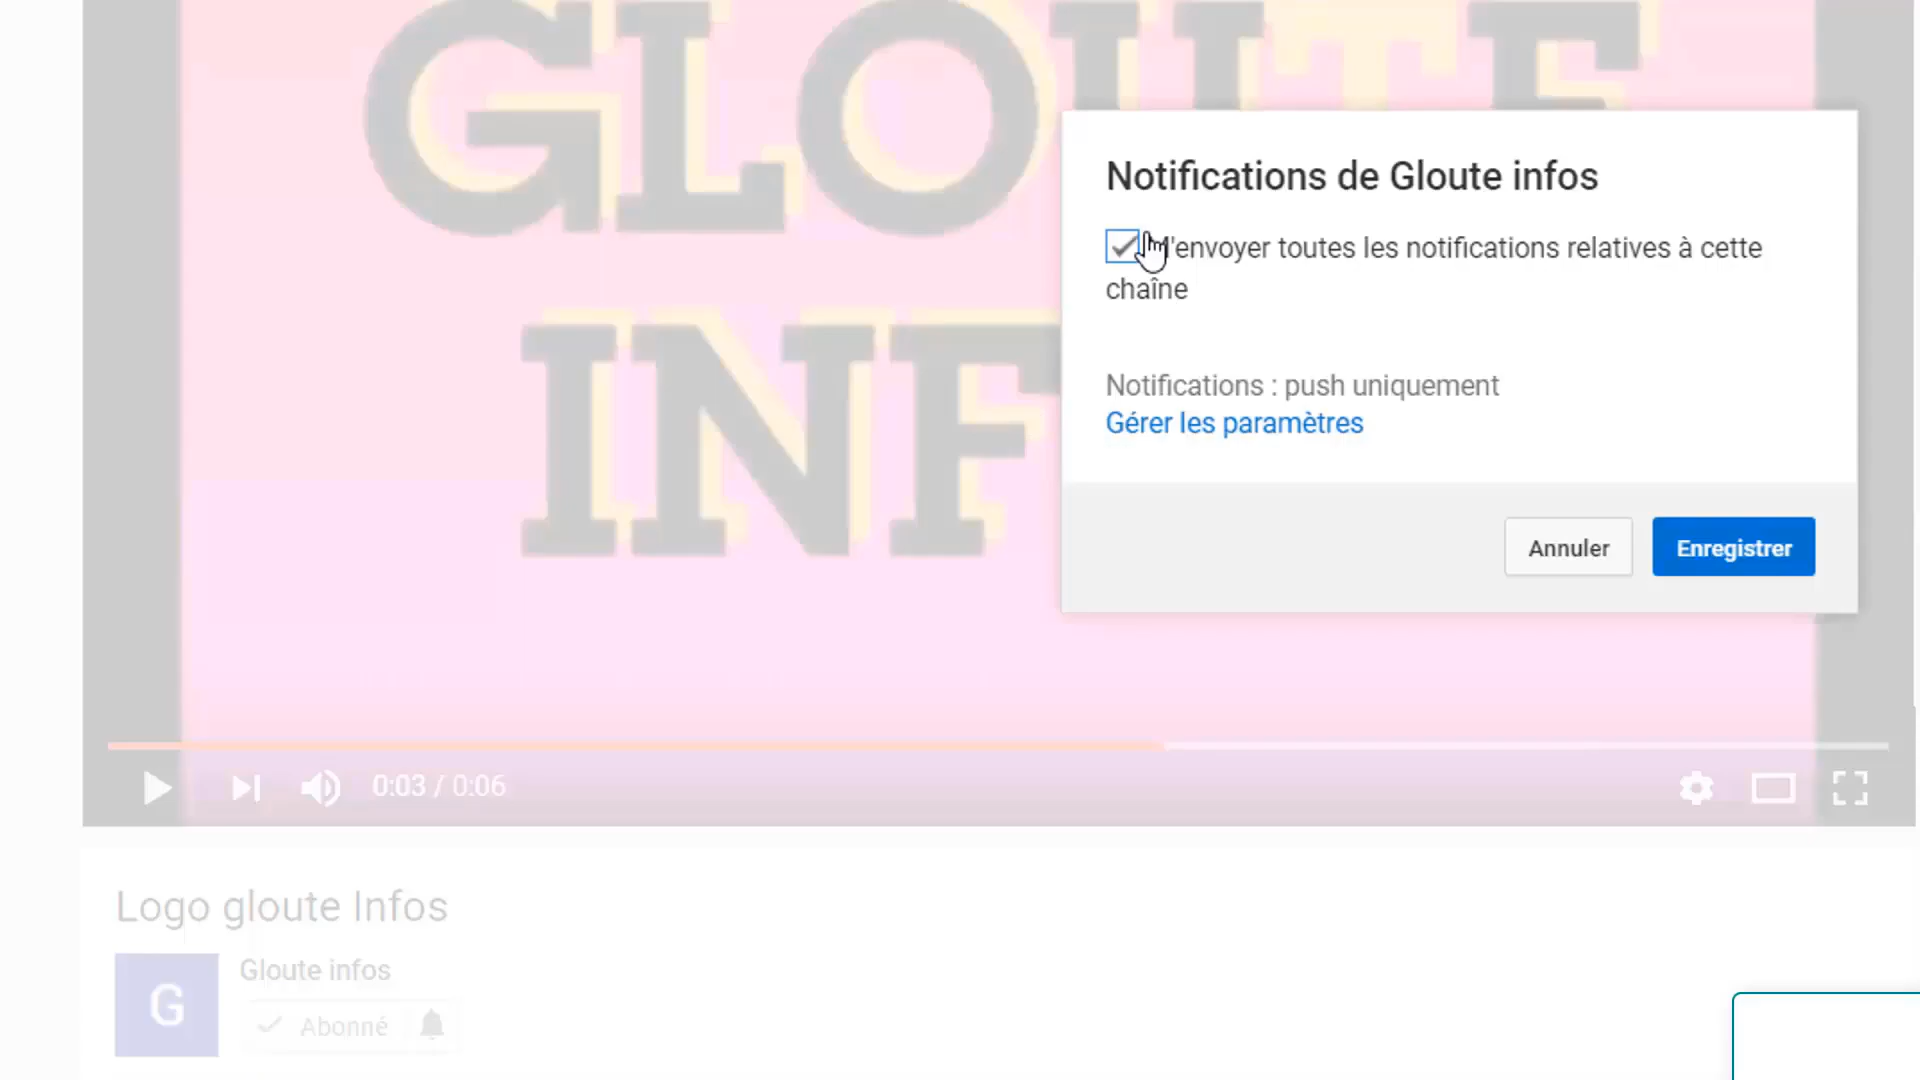 GLOUTE
Notifications de Gloute infos
'envoyer toutes les notifications relatives à cette
chaîne
INF
Notifications : push uniquement
Gérer les paramètres
Annuler
Enregistrer
0:03 / 0:06
Logo gloute Infos
G
Gloute infos
Abonné